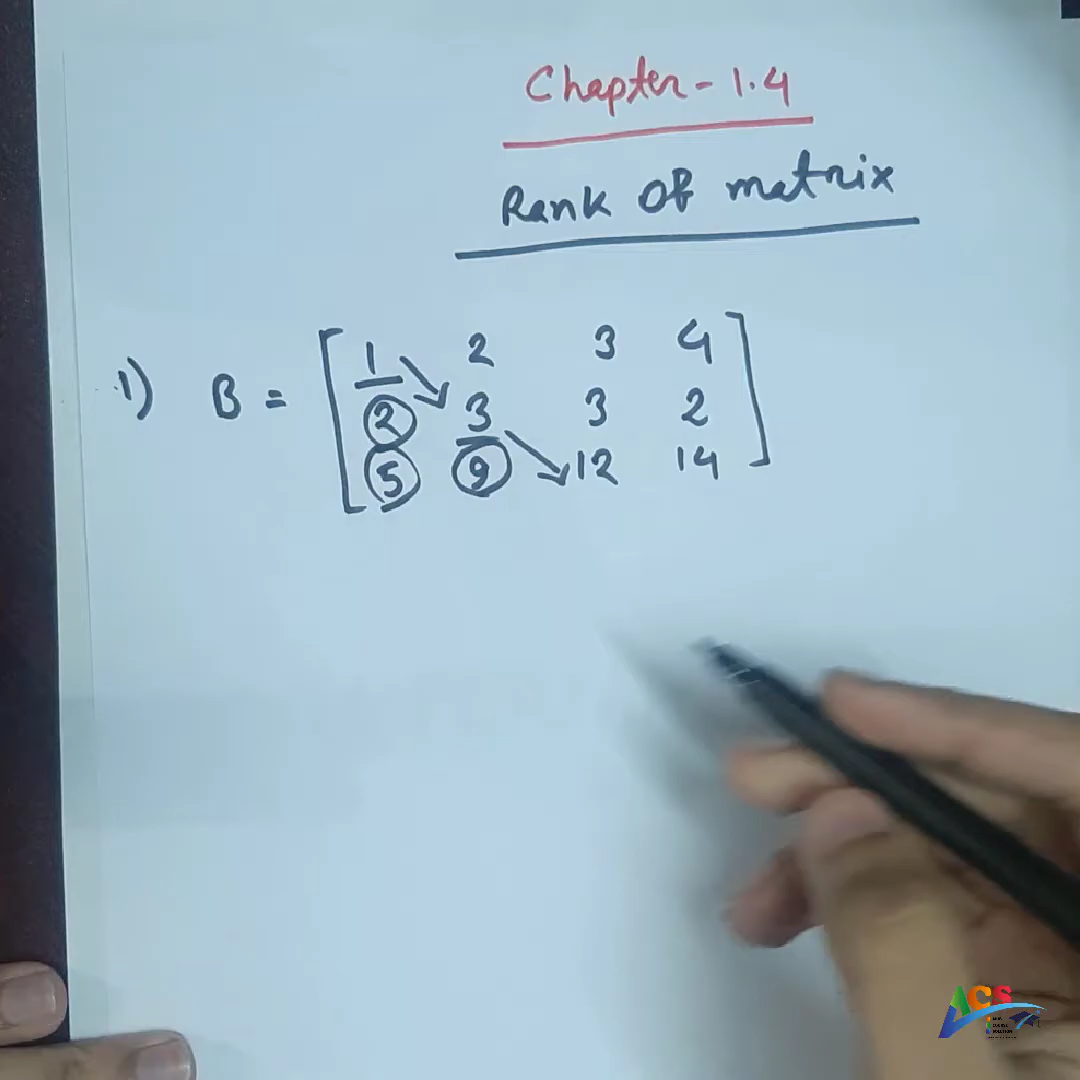 Chapter - 1.4
Rank Of matrix
1) B = [ 1 2 3 4
2 3 3 2
5 9 12 14 ]
ACS